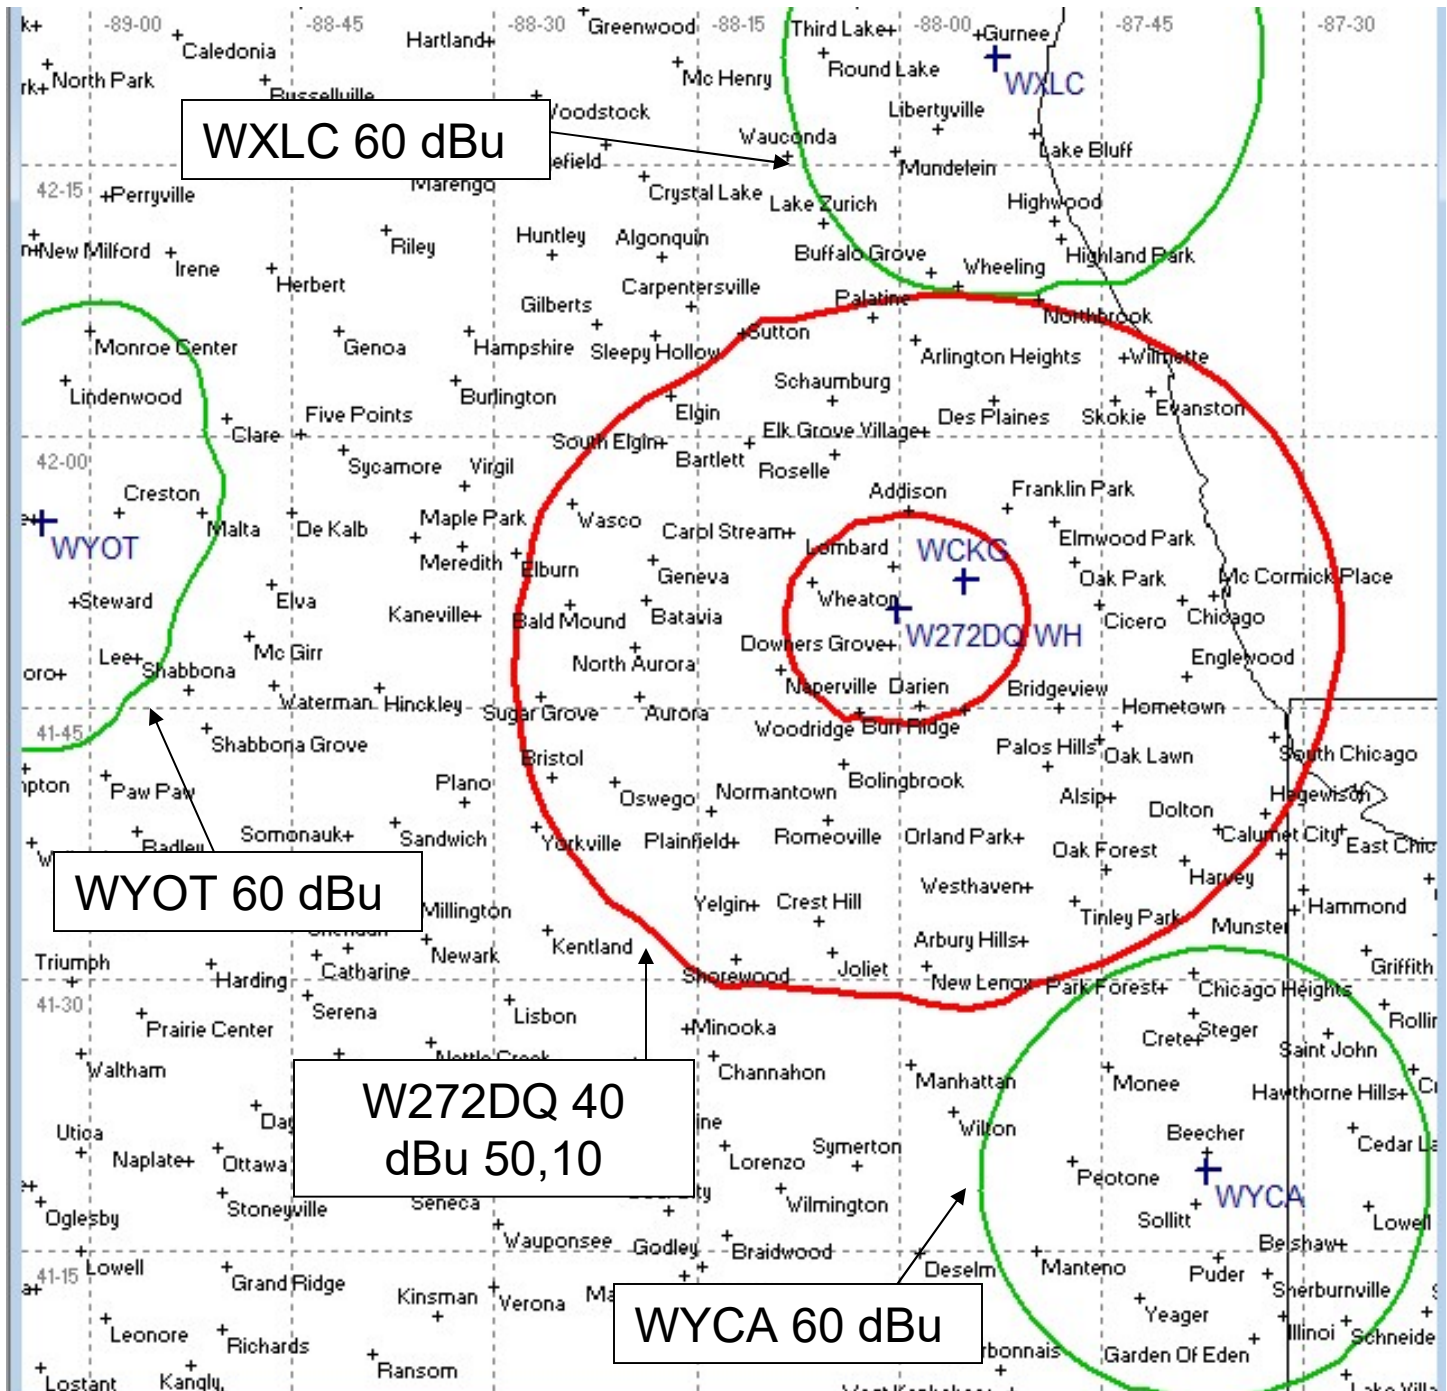 -89-00 -88-45 -88-30 -88-15 -88-00 -87-45 -87-30
Greenwood Third Lake Gurnee
Caledonia Hartland
North Park Mc Henry Round Lake WXLC
Russellville Woodstock Libertyville
WXLC 60 dBu Wauconda Lake Bluff
Mundelein
42-15 Perryville Marengo Crystal Lake Lake Zurich Highwood
New Milford Riley Huntley Algonquin Buffalo Grove Highland Park
Irene Wheeling
Herbert Gilberts Carpentersville Palatine
Northbrook
Monroe Center Genoa Hampshire Sleepy Hollow Sutton Arlington Heights Wilmette
Lindenwood Burlington Schaumburg
Five Points Elgin Des Plaines Skokie Evanston
Clare South Elgin Elk Grove Village
42-00 Sycamore Virgil Bartlett Roselle
Creston Addison Franklin Park
Malta De Kalb Maple Park Wasco Carol Stream Elmwood Park
WYOT Meredith Lombard WCKG
Elburn Geneva Oak Park Mc Cormick Place
Steward Elva Kaneville Bald Mound Batavia Wheaton Cicero Chicago
W272DQ WH
Lee Mc Girr North Aurora Downers Grove Englewood
Shabbona
Waterman Hinckley Sugar Grove Aurora Naperville Darien Bridgeview
Hometown
41-45 Shabbona Grove Woodridge Burr Ridge Palos Hills Oak Lawn South Chicago
Bristol
Paw Paw Plano Oswego Normantown Bolingbrook Alsip Hegewisch
Dolton
Badley Somonauk Sandwich Yorkville Plainfield Romeoville Orland Park Calumet City
Oak Forest
WYOT 60 dBu Westhaven Harvey
Millington Yelgin Crest Hill Tinley Park Hammond
Newark Kentland Arbury Hills Munster
Triumph Harding Catharine Shorewood Joliet New Lenox Park Forest Chicago Heights Griffith
41-30 Serena Lisbon Minooka
Prairie Center Steger
Crete Saint John
Waltham Nettle Creek Channahon Manhattan Monee Hawthorne Hills
W272DQ 40
dBu 50,10
Utica Wilton Beecher
Naplate Ottawa Lorenzo Symerton Peotone
WYCA
Oglesby Stoneyville Seneca Wilmington Sollitt Lowell
Wauponsee Godley Braidwood Belshaw
Lowell Deselm Manteno Puder
41-15 Grand Ridge Kinsman Verona Sherburnville
WYCA 60 dBu Yeager
Leonore Richards Illinoi Schneide
Ransom Garden Of Eden
Lostant Kangly